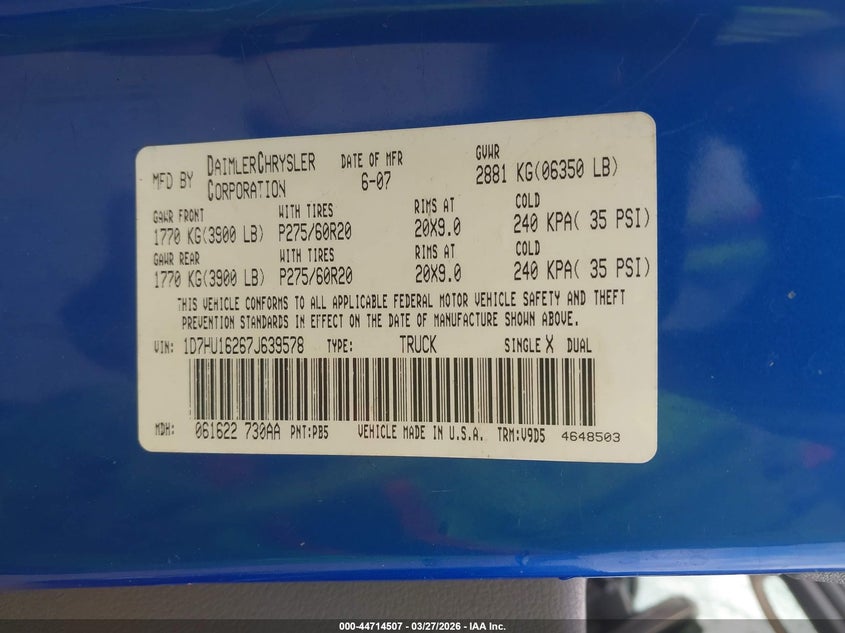 MFD BY DAIMLERCHRYSLER CORPORATION DATE OF MFR 6-07 GVWR 2881 KG(06350 LB)
GAWR FRONT WITH TIRES RIMS AT COLD
1770 KG(3900 LB) P275/60R20 20X9.0 240 KPA( 35 PSI)
GAWR REAR WITH TIRES RIMS AT COLD
1770 KG(3900 LB) P275/60R20 20X9.0 240 KPA( 35 PSI)
THIS VEHICLE CONFORMS TO ALL APPLICABLE FEDERAL MOTOR VEHICLE SAFETY AND THEFT
PREVENTION STANDARDS IN EFFECT ON THE DATE OF MANUFACTURE SHOWN ABOVE.
VIN: 1D7HU16267J639578 TYPE: TRUCK SINGLE X DUAL
MDH: 061622 730AA PNT:PB5 VEHICLE MADE IN U.S.A. TRM:V9D5 4648503
000-44714507 — 03/27/2026 — IAA Inc.